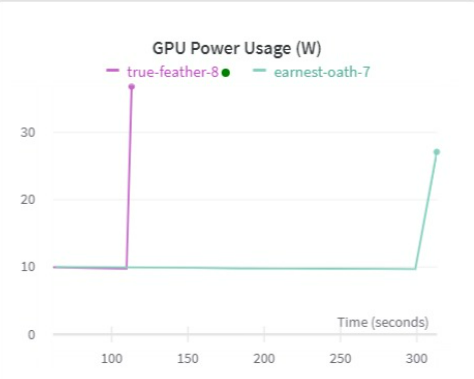 GPU Power Usage (W)
true-feather-8 earnest-oath-7
30
20
10
Time (seconds)
0
100 150 200 250 300